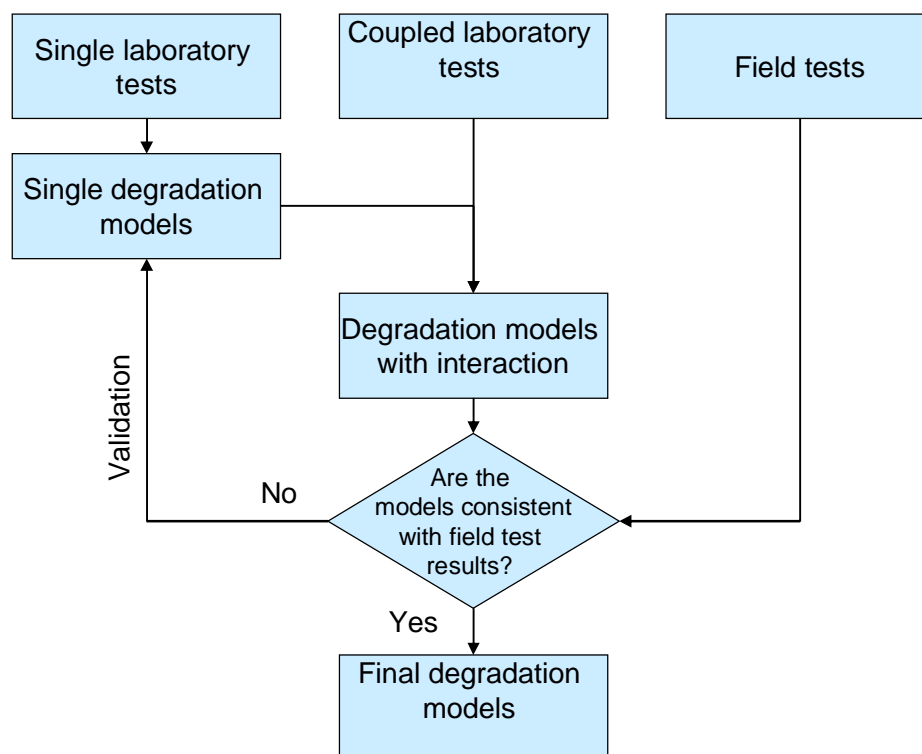 Single laboratory
tests
Coupled laboratory
tests
Field tests
Single degradation
models
Degradation models
with interaction
Validation
No
Are the
models consistent
with field test
results?
Yes
Final degradation
models